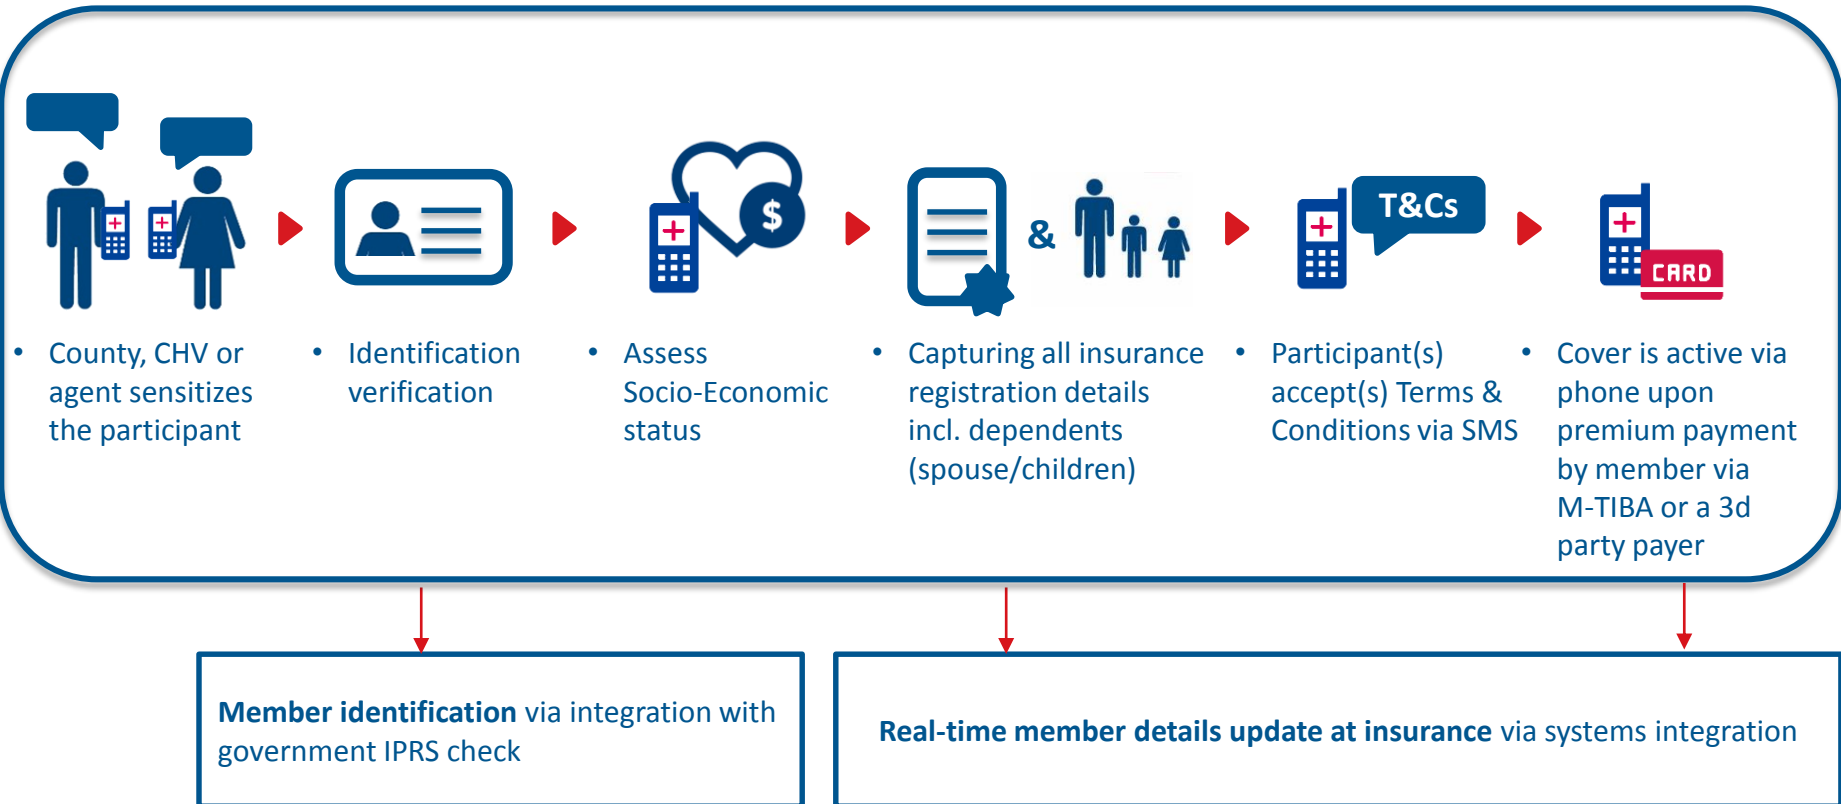 T&Cs
$
&
CARD
• County, CHV or
agent sensitizes
the participant
• Identification
verification
• Assess
Socio-Economic
status
• Capturing all insurance
registration details
incl. dependents
(spouse/children)
• Participant(s)
accept(s) Terms &
Conditions via SMS
• Cover is active via
phone upon
premium payment
by member via
M-TIBA or a 3d
party payer
Member identification via integration with
government IPRS check
Real-time member details update at insurance via systems integration